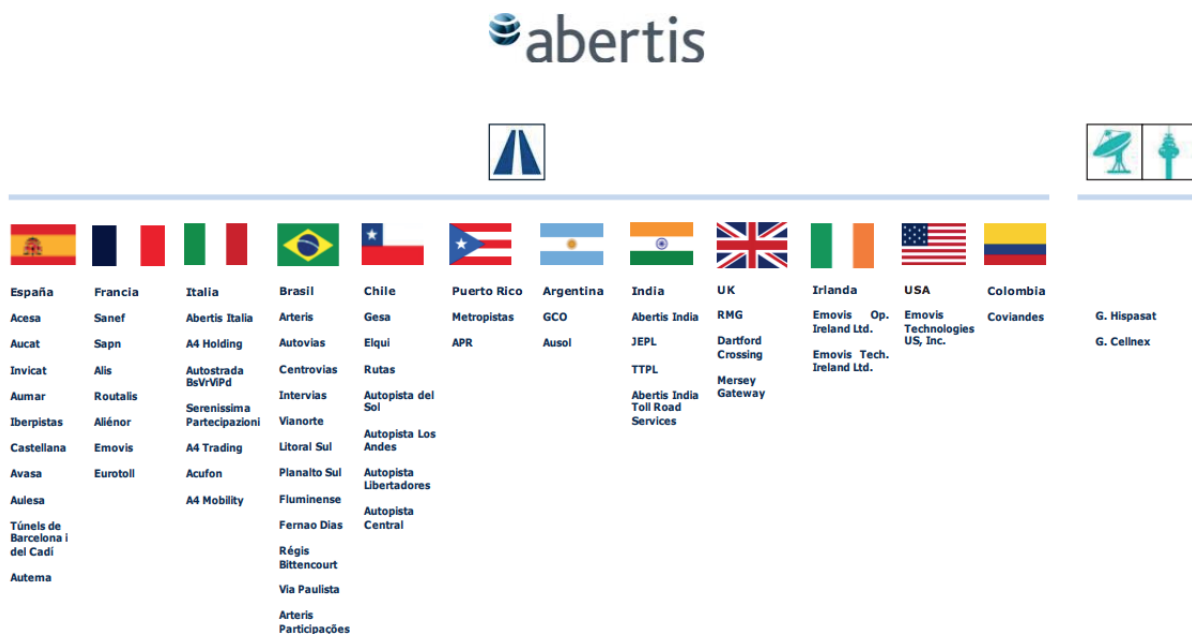 abertis
España
Acesa
Aucat
Invicat
Aumar
Iberpistas
Castellana
Avasa
Aulesa
Túnels de
Barcelona i
del Cadí
Autema
Francia
Sanef
Sapn
Alis
Routalis
Aliénor
Emovis
Eurotoll
Italia
Abertis Italia
A4 Holding
Autostrada
BsVrViPd
Serenissima
Partecipazioni
A4 Trading
Acufon
A4 Mobility
Brasil
Arteris
Autovias
Centrovias
Intervias
Vianorte
Litoral Sul
Planalto Sul
Fluminense
Fernao Dias
Régis
Bittencourt
Via Paulista
Arteris
Participações
Chile
Gesa
Elqui
Rutas
Autopista del
Sol
Autopista Los
Andes
Autopista
Libertadores
Autopista
Central
Puerto Rico
Metropistas
APR
Argentina
GCO
Ausol
India
Abertis India
JEPL
TTPL
Abertis India
Toll Road
Services
UK
RMG
Dartford
Crossing
Mersey
Gateway
Irlanda
Emovis Op.
Ireland Ltd.
Emovis Tech.
Ireland Ltd.
USA
Emovis
Technologies
US, Inc.
Colombia
Coviandes
G. Hispasat
G. Cellnex